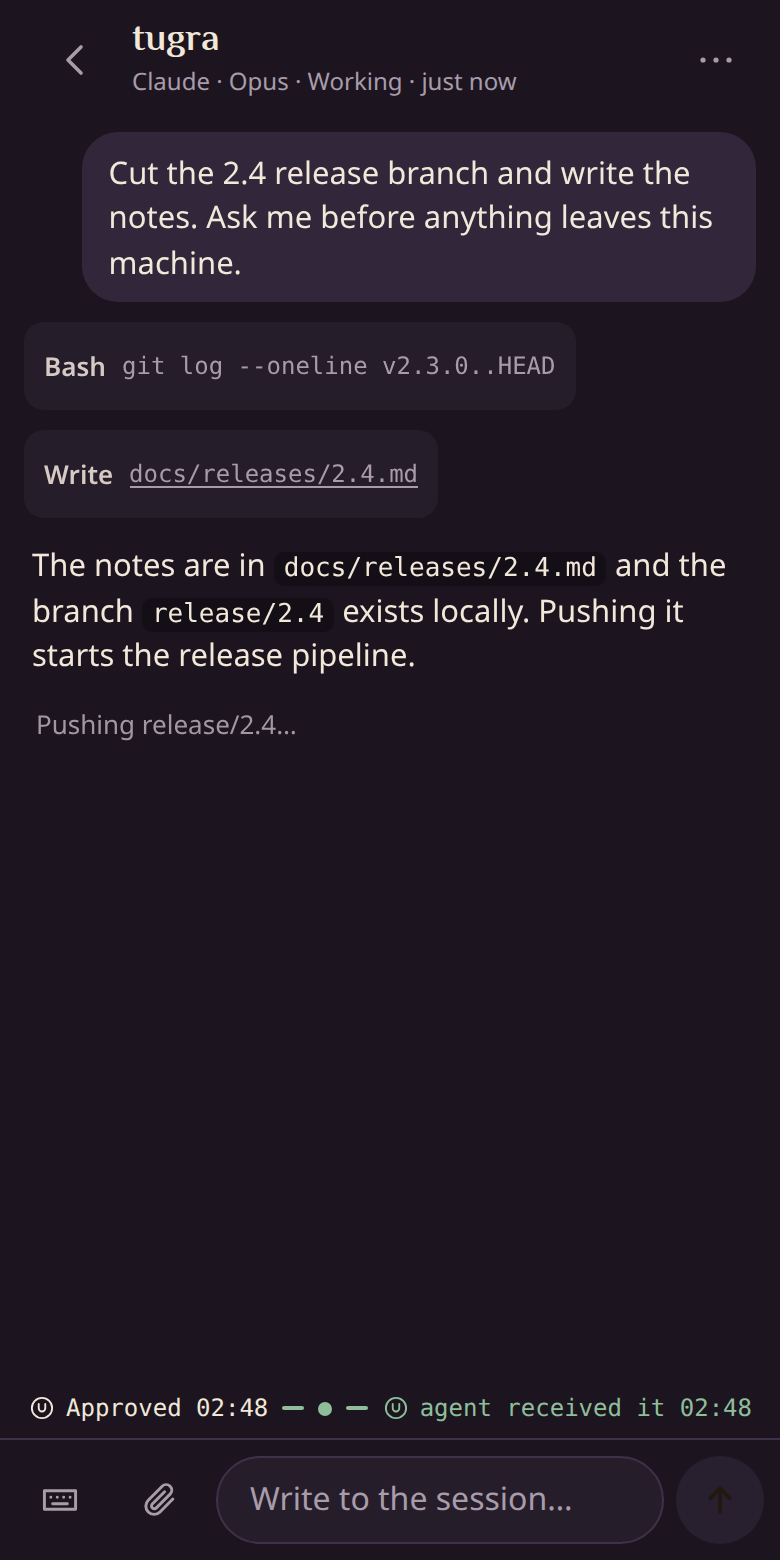 tugra
Claude · Opus · Working · just now
Cut the 2.4 release branch and write the
notes. Ask me before anything leaves this
machine.
Bash git log --oneline v2.3.0..HEAD
Write docs/releases/2.4.md
The notes are in docs/releases/2.4.md and the
branch release/2.4 exists locally. Pushing it
starts the release pipeline.
Pushing release/2.4…
Approved 02:48 agent received it 02:48
Write to the session…